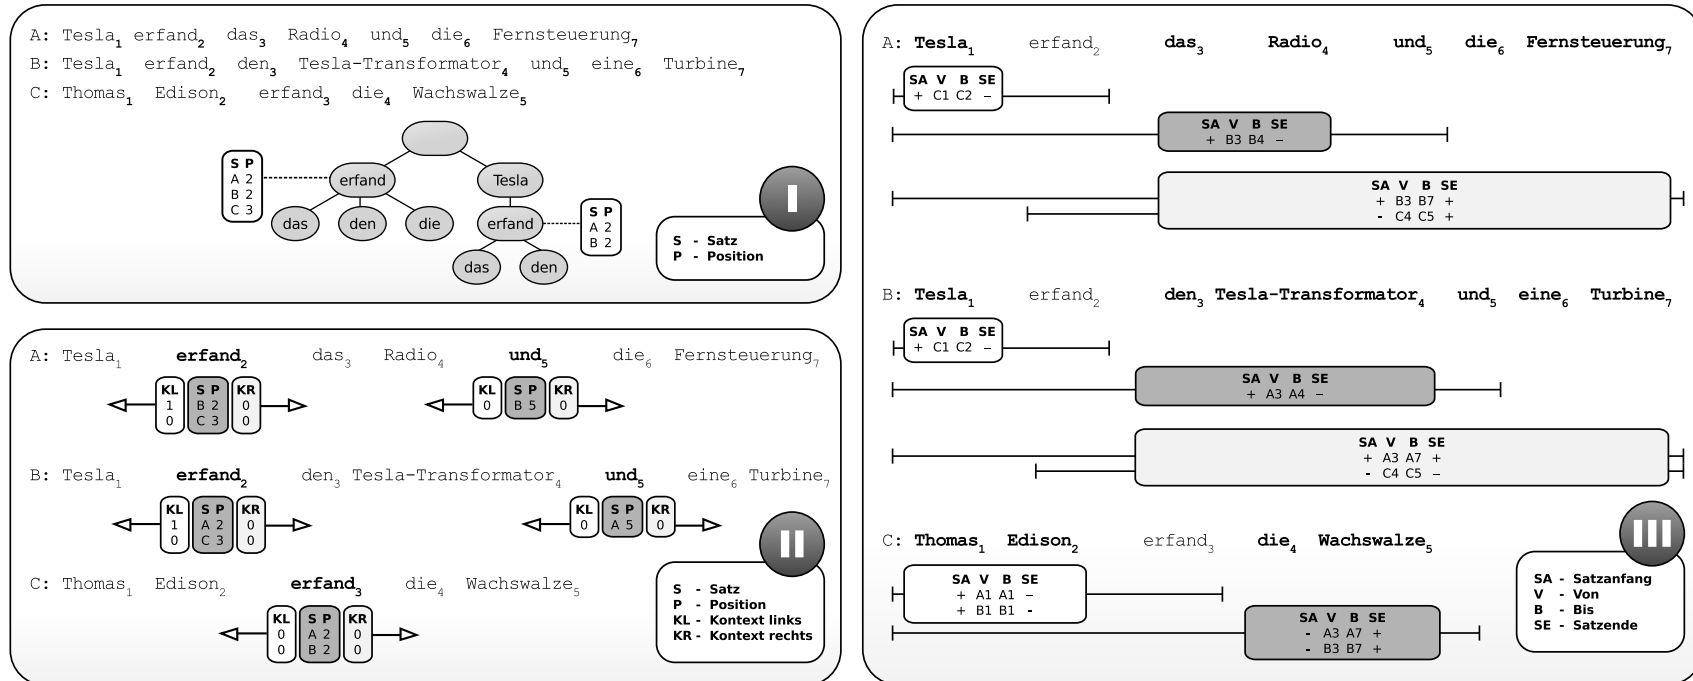 A: Tesla1 erfand2 das3 Radio4 und5 die6 Fernsteuerung7
B: Tesla1 erfand2 den3 Tesla-Transformator4 und5 eine6 Turbine7
C: Thomas1 Edison2 erfand3 die4 Wachswalze5
S P
A 2
B 2
C 3
erfand
Tesla
das
den
die
erfand
S P
A 2
B 2
das
den
I
S - Satz
P - Position
A: Tesla1 erfand2 das3 Radio4 und5 die6 Fernsteuerung7
KL S P KR
1 B 2 0
0 C 3 0
KL S P KR
0 B 5 0
B: Tesla1 erfand2 den3 Tesla-Transformator4 und5 eine6 Turbine7
KL S P KR
1 A 2 0
0 C 3 0
KL S P KR
0 A 5 0
C: Thomas1 Edison2 erfand3 die4 Wachswalze5
KL S P KR
0 A 2 0
0 B 2 0
II
S - Satz
P - Position
KL - Kontext links
KR - Kontext rechts
A: Tesla1 erfand2 das3 Radio4 und5 die6 Fernsteuerung7
SA V B SE
+ C1 C2 –
SA V B SE
+ B3 B4 –
SA V B SE
+ B3 B7 +
- C4 C5 +
B: Tesla1 erfand2 den3 Tesla-Transformator4 und5 eine6 Turbine7
SA V B SE
+ C1 C2 –
SA V B SE
+ A3 A4 –
SA V B SE
+ A3 A7 +
- C4 C5 –
C: Thomas1 Edison2 erfand3 die4 Wachswalze5
SA V B SE
+ A1 A1 –
+ B1 B1 -
SA V B SE
- A3 A7 +
- B3 B7 +
III
SA - Satzanfang
V - Von
B - Bis
SE - Satzende